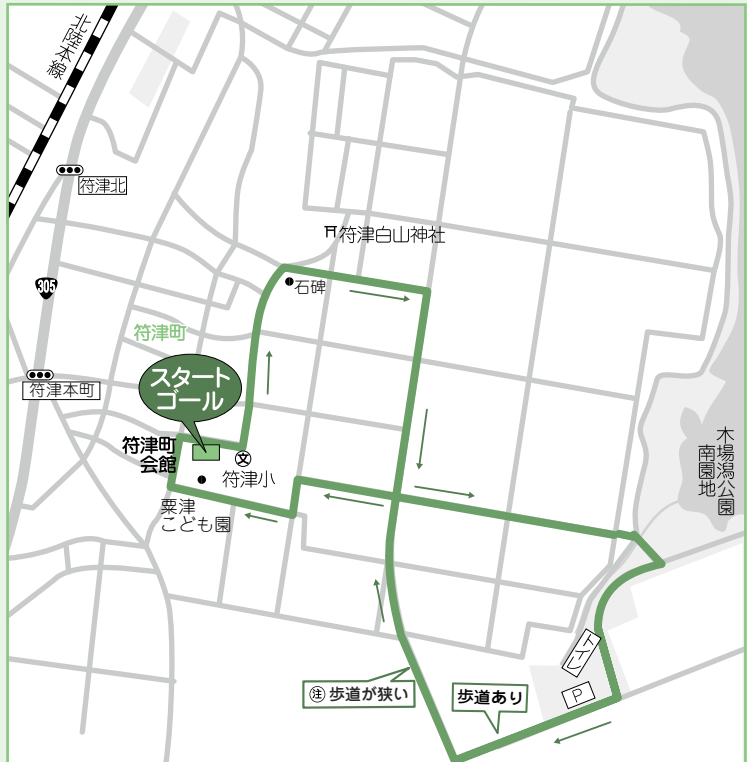 北陸本線
符津北
⛩符津白山神社
石碑
305
符津町
スタート
ゴール
符津本町
符津町
会館
文
符津小
粟津
こども園
木場潟公園
南園地
トイレ
P
注 歩道が狭い
歩道あり